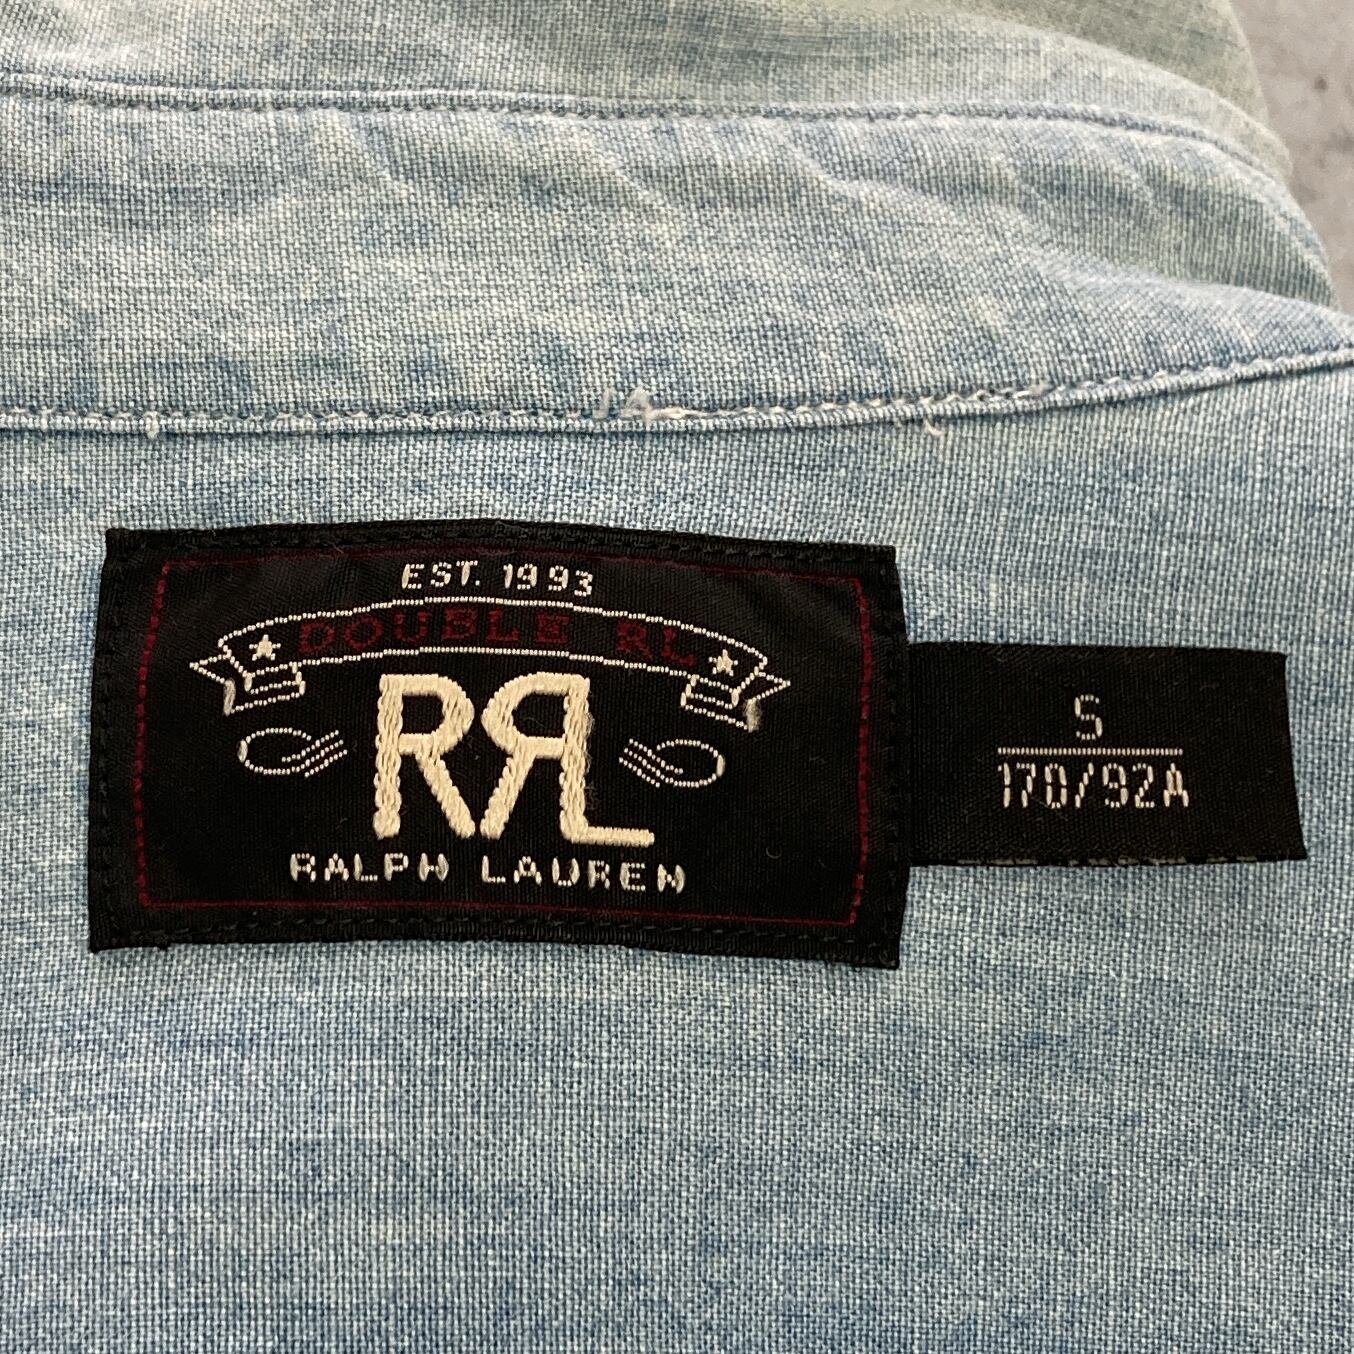 EST. 1993
DOUBLE RL
RRL
RALPH LAUREN
S
170/92A